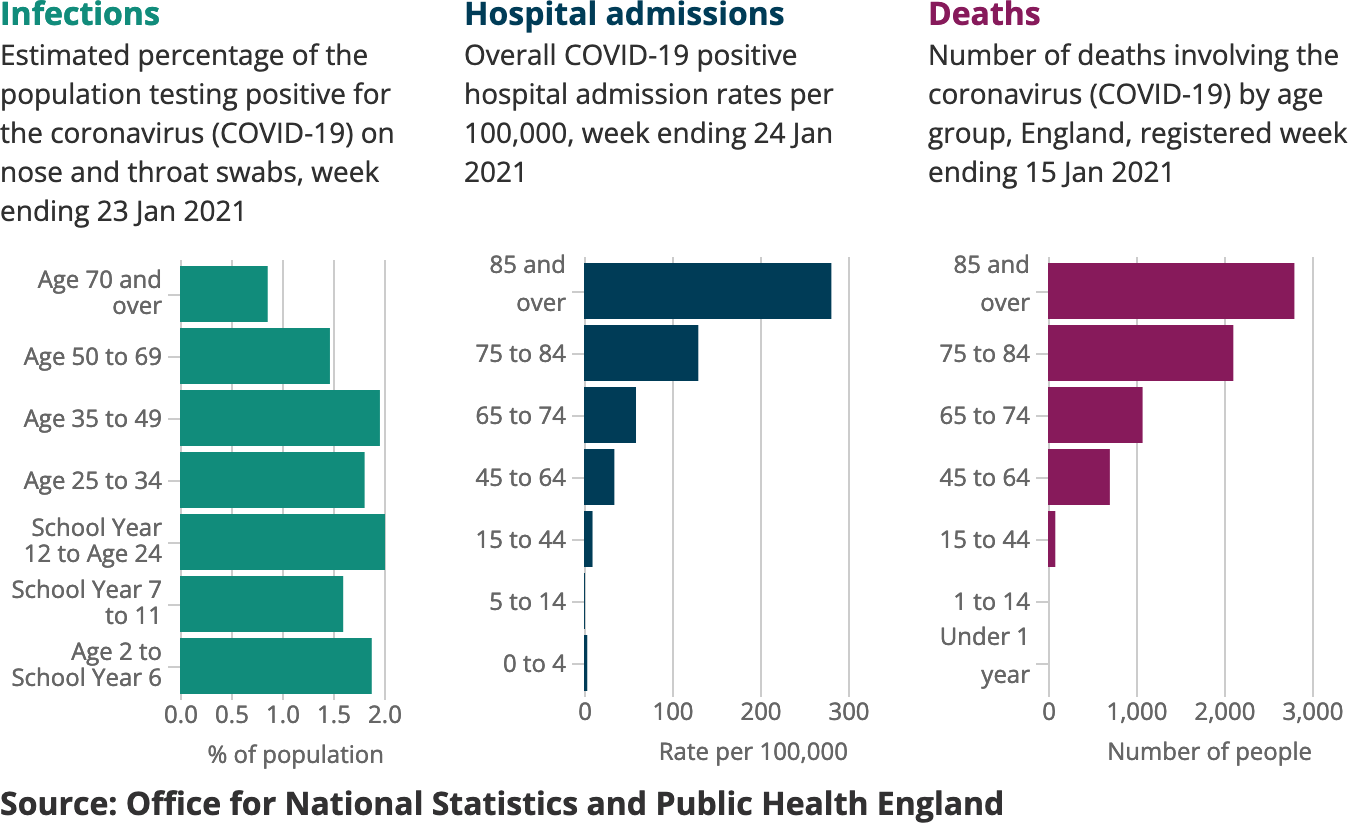 Infections
Estimated percentage of the
population testing positive for
the coronavirus (COVID-19) on
nose and throat swabs, week
ending 23 Jan 2021
Age 70 and
over
Age 50 to 69
Age 35 to 49
Age 25 to 34
School Year
12 to Age 24
School Year 7
to 11
Age 2 to
School Year 6
0.0 0.5 1.0 1.5 2.0
% of population
Hospital admissions
Overall COVID-19 positive
hospital admission rates per
100,000, week ending 24 Jan
2021
85 and
over
75 to 84
65 to 74
45 to 64
15 to 44
5 to 14
0 to 4
0 100 200 300
Rate per 100,000
Deaths
Number of deaths involving the
coronavirus (COVID-19) by age
group, England, registered week
ending 15 Jan 2021
85 and
over
75 to 84
65 to 74
45 to 64
15 to 44
1 to 14
Under 1
year
0 1,000 2,000 3,000
Number of people
Source: Office for National Statistics and Public Health England